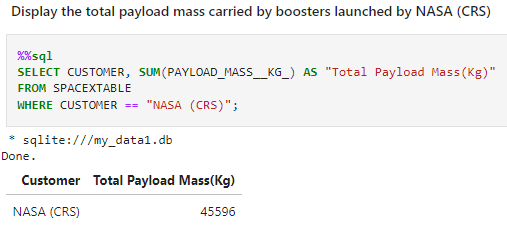 Display the total payload mass carried by boosters launched by NASA (CRS)
%%sql
SELECT CUSTOMER, SUM(PAYLOAD_MASS__KG_) AS "Total Payload Mass(Kg)"
FROM SPACEXTABLE
WHERE CUSTOMER == "NASA (CRS)";
* sqlite:///my_data1.db
Done.
Customer Total Payload Mass(Kg)
NASA (CRS) 45596